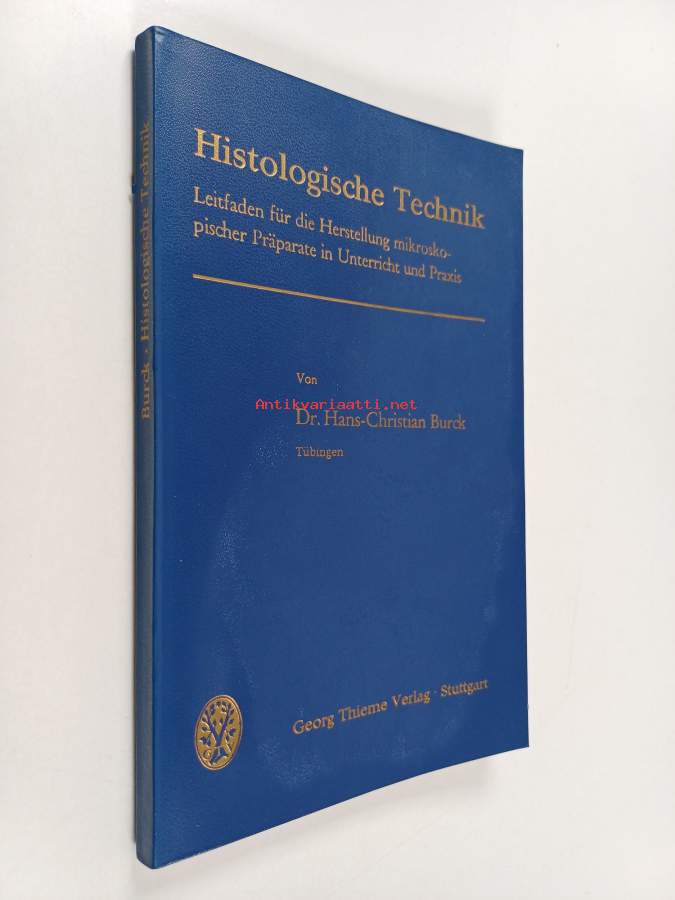 Burck · Histologische Technik
Histologische Technik
Leitfaden für die Herstellung mikrosko-
pischer Präparate in Unterricht und Praxis
Von
Antikvariaatti.net
Dr. Hans-Christian Burck
Tübingen
Georg Thieme Verlag · Stuttgart